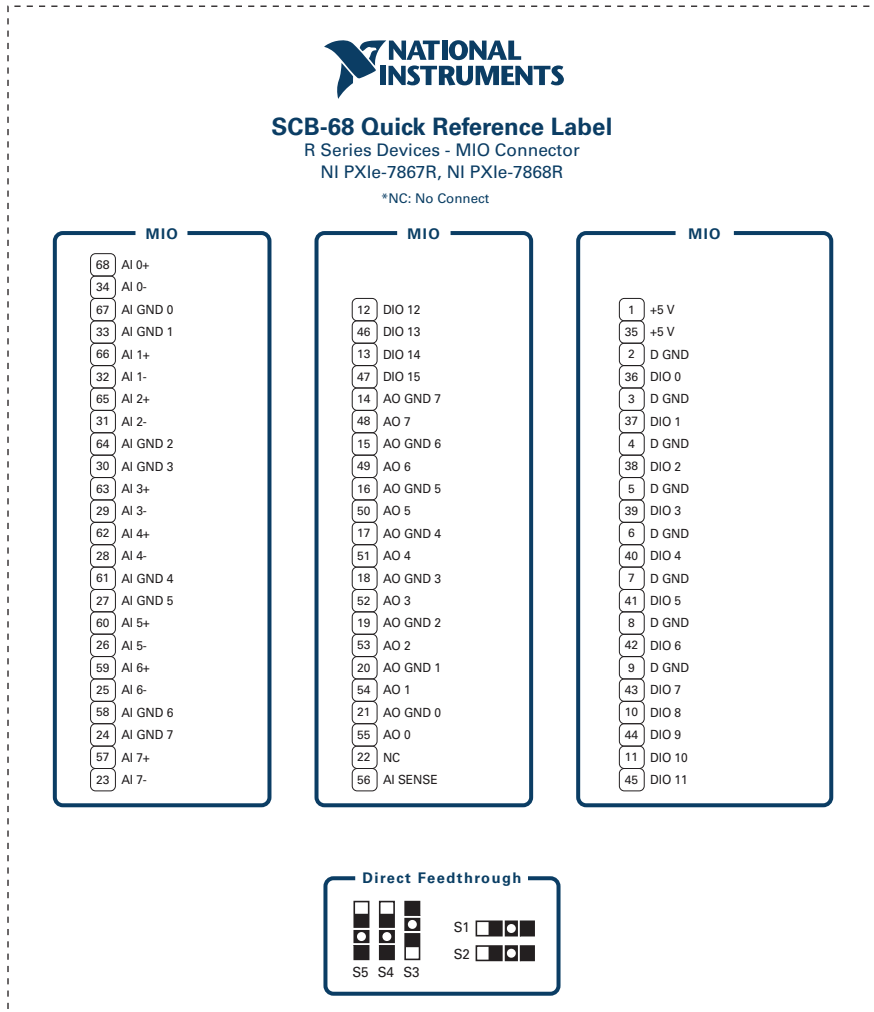 NATIONAL
INSTRUMENTS
SCB-68 Quick Reference Label
R Series Devices - MIO Connector
NI PXIe-7867R, NI PXIe-7868R
*NC: No Connect
MIO
68 AI 0+
34 AI 0-
67 AI GND 0
33 AI GND 1
66 AI 1+
32 AI 1-
65 AI 2+
31 AI 2-
64 AI GND 2
30 AI GND 3
63 AI 3+
29 AI 3-
62 AI 4+
28 AI 4-
61 AI GND 4
27 AI GND 5
60 AI 5+
26 AI 5-
59 AI 6+
25 AI 6-
58 AI GND 6
24 AI GND 7
57 AI 7+
23 AI 7-
MIO
12 DIO 12
46 DIO 13
13 DIO 14
47 DIO 15
14 AO GND 7
48 AO 7
15 AO GND 6
49 AO 6
16 AO GND 5
50 AO 5
17 AO GND 4
51 AO 4
18 AO GND 3
52 AO 3
19 AO GND 2
53 AO 2
20 AO GND 1
54 AO 1
21 AO GND 0
55 AO 0
22 NC
56 AI SENSE
MIO
1 +5 V
35 +5 V
2 D GND
36 DIO 0
3 D GND
37 DIO 1
4 D GND
38 DIO 2
5 D GND
39 DIO 3
6 D GND
40 DIO 4
7 D GND
41 DIO 5
8 D GND
42 DIO 6
9 D GND
43 DIO 7
10 DIO 8
44 DIO 9
11 DIO 10
45 DIO 11
Direct Feedthrough
S5 S4 S3
S1
S2